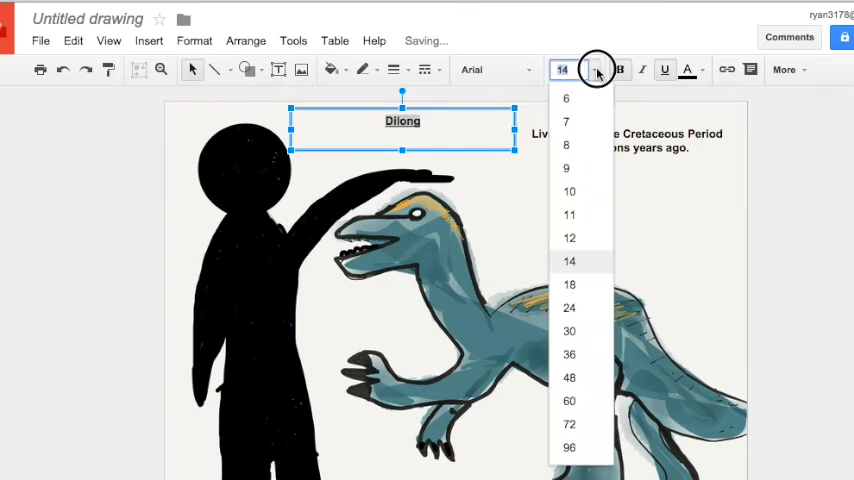 Untitled drawing
ryan3178@
File Edit View Insert Format Arrange Tools Table Help Saving...
Comments
Arial 14 B I U A More
6
7
8
9
10
11
12
14
18
24
30
36
48
60
72
96
Dilong
Liv e Cretaceous Period
ons years ago.